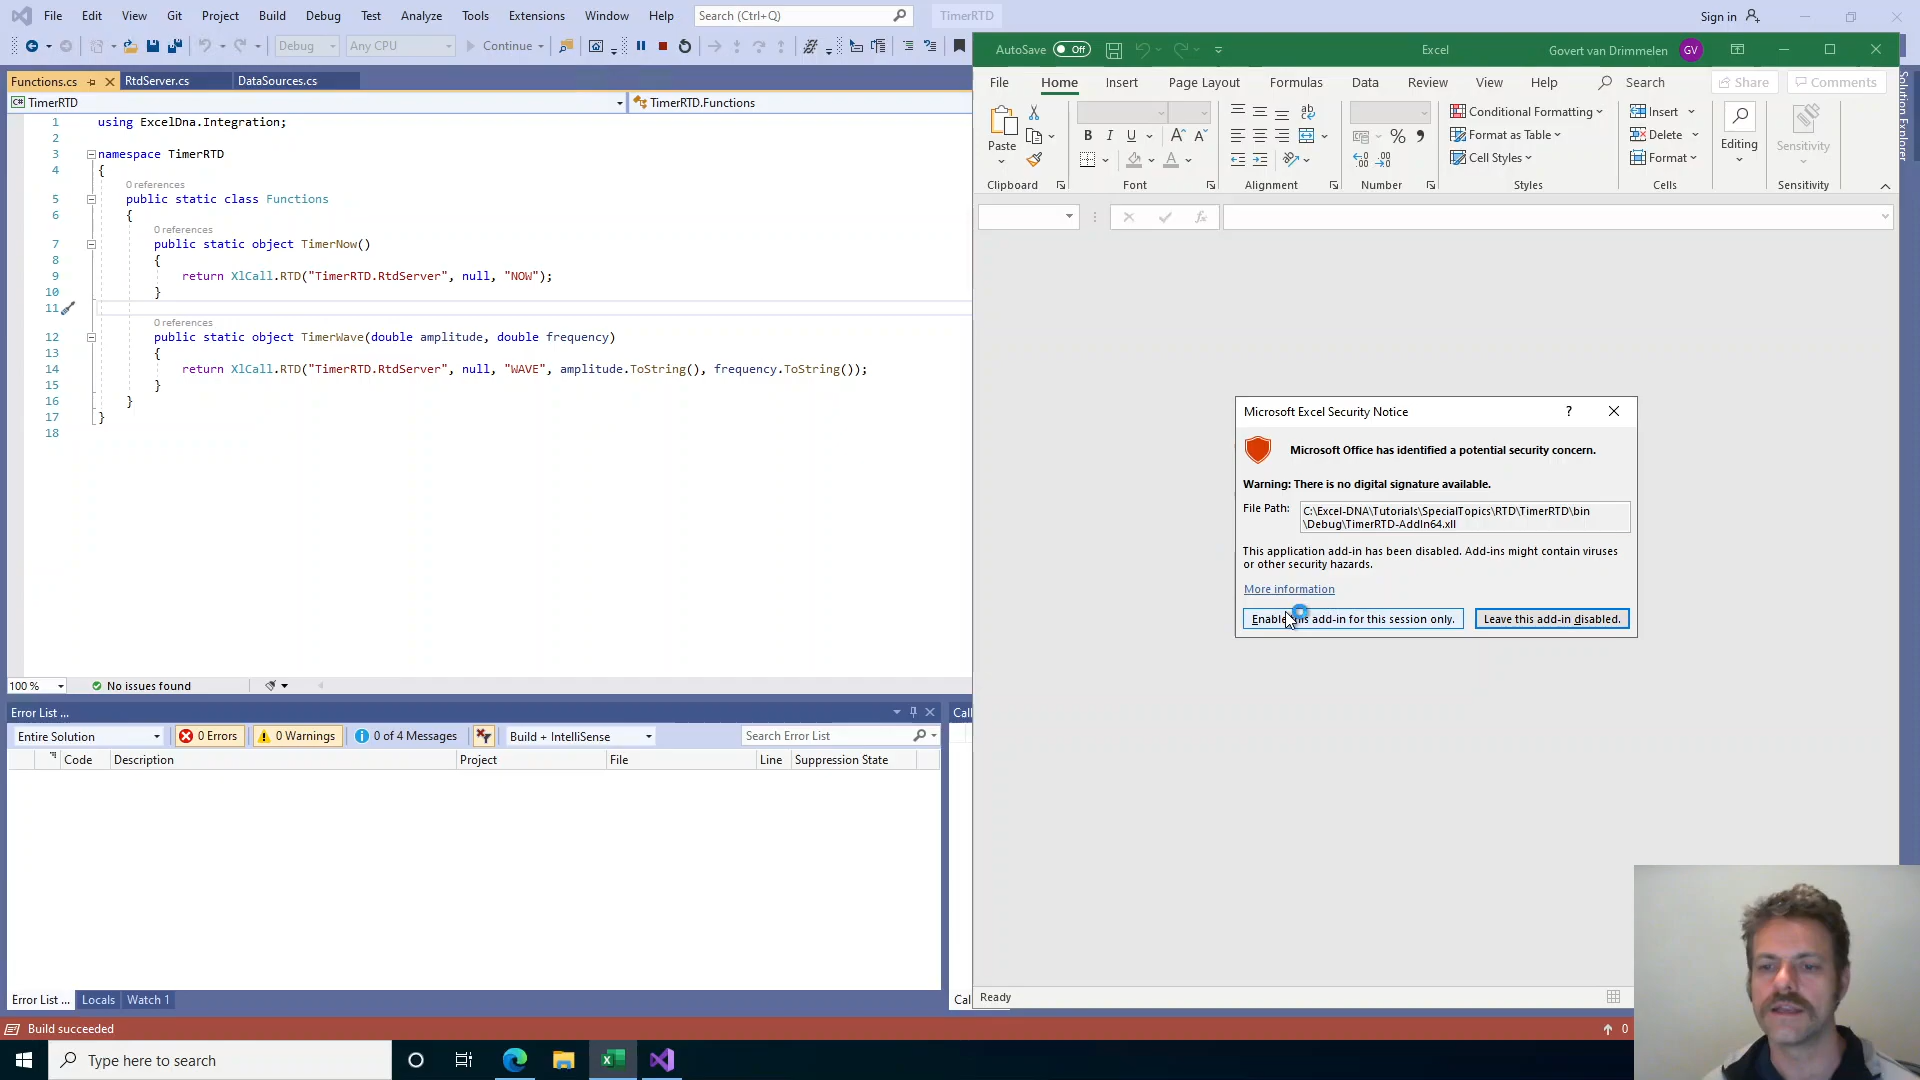 File Edit View Git Project Build Debug Test Analyze Tools Extensions Window Help Search (Ctrl+Q) TimerRTD Sign in
Debug Any CPU Continue
Functions.cs RtdServer.cs DataSources.cs
TimerRTD TimerRTD.Functions
1 using ExcelDna.Integration;
2
3 namespace TimerRTD
4 {
0 references
5 public static class Functions
6 {
0 references
7 public static object TimerNow()
8 {
9 return XlCall.RTD("TimerRTD.RtdServer", null, "NOW");
10 }
11
0 references
12 public static object TimerWave(double amplitude, double frequency)
13 {
14 return XlCall.RTD("TimerRTD.RtdServer", null, "WAVE", amplitude.ToString(), frequency.ToString());
15 }
16 }
17 }
18
100 % No issues found
Error List ...
Entire Solution 0 Errors 0 Warnings 0 of 4 Messages Build + IntelliSense Search Error List
Code Description Project File Line Suppression State
Error List ... Locals Watch 1
Call
Cal
Build succeeded
0
Type here to search
AutoSave Off Excel Govert van Drimmelen GV
File Home Insert Page Layout Formulas Data Review View Help Search Share Comments
Paste
B I U
Conditional Formatting
Format as Table
Cell Styles
Insert
Delete
Format
Editing
Sensitivity
Clipboard Font Alignment Number Styles Cells Sensitivity
Microsoft Excel Security Notice
Microsoft Office has identified a potential security concern.
Warning: There is no digital signature available.
File Path: C:\Excel-DNA\Tutorials\SpecialTopics\RTD\TimerRTD\bin
\Debug\TimerRTD-AddIn64.xll
This application add-in has been disabled. Add-ins might contain viruses
or other security hazards.
More information
Enable this add-in for this session only. Leave this add-in disabled.
Ready
Solution Explorer